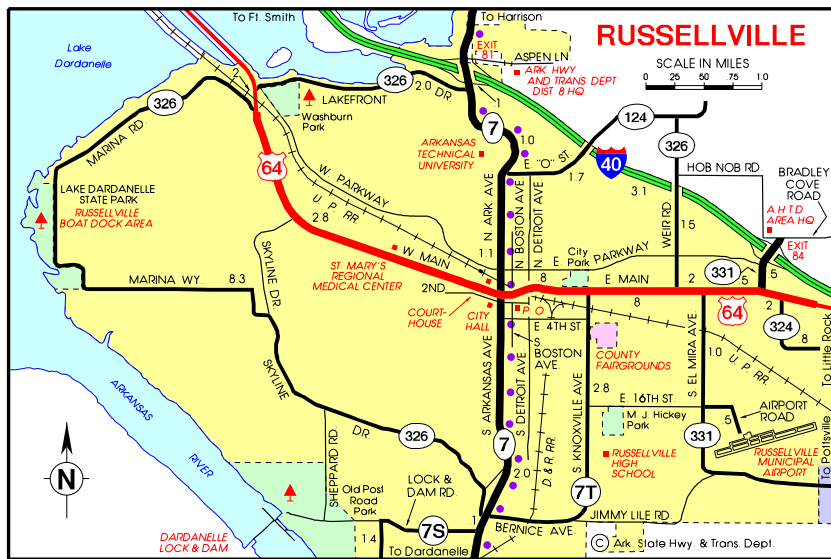 To Ft. Smith
To Harrison
RUSSELLVILLE
SCALE IN MILES
0 25 50 75 1.0
Lake
Dardanelle
EXIT
81
ASPEN LN.
ARK. HWY
AND TRANS DEPT
DIST 8 HQ
2
326
2.0
DR.
1
LAKEFRONT
Washburn
Park
326
MARINA RD.
7
1.0
124
ARKANSAS
TECHNICAL
UNIVERSITY
E "O" ST.
1.7
40
326
HOB NOB RD.
BRADLEY
COVE
ROAD
64
W. PARKWAY
U. P. RR.
2.8
3.1
LAKE DARDANELLE
STATE PARK
RUSSELLVILLE
BOAT DOCK AREA
N ARK AVE
1.1
N BOSTON AVE
N DETROIT AVE
WEIR RD.
1.5
A H T D
AREA HQ
EXIT
84
City
Park
E. PARKWAY
SKYLINE DR.
W. MAIN
8
E. MAIN
2
331
5
5
MARINA WY.
8.3
ST MARY'S
REGIONAL
MEDICAL CENTER
2ND
8
64
2
COURT-
HOUSE
CITY
HALL
P O
E. 4TH ST.
324
8
To Little Rock
S
BOSTON
AVE.
COUNTY
FAIRGROUNDS
S. EL MIRA AVE.
1.0
U. P. RR.
SKYLINE
DR.
S ARKANSAS AVE
S. DETROIT AVE.
2.8
E. 16TH ST.
M. J. Hickey
Park
5
AIRPORT
ROAD
ARKANSAS
RIVER
326
7
2.0
D. & R. RR.
S KNOXVILLE AVE
331
RUSSELLVILLE
HIGH
SCHOOL
RUSSELLVILLE
MUNICIPAL
AIRPORT
To Pottsville
N
SHEPPARD RD.
LOCK &
DAM RD.
7T
Old Post
Road
Park
7S
1
BERNICE AVE.
JIMMY LILE RD.
DARDANELLE
LOCK & DAM
1.4
To Dardanelle
C Ark. State Hwy. & Trans. Dept.